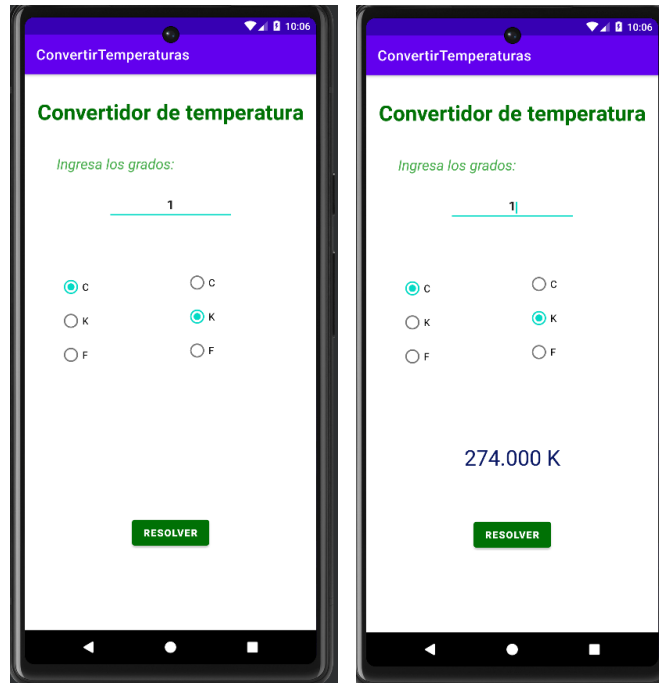 10:06
ConvertirTemperaturas
Convertidor de temperatura
Ingresa los grados:
1
C C
K K
F F
RESOLVER
10:06
ConvertirTemperaturas
Convertidor de temperatura
Ingresa los grados:
1
C C
K K
F F
274.000 K
RESOLVER